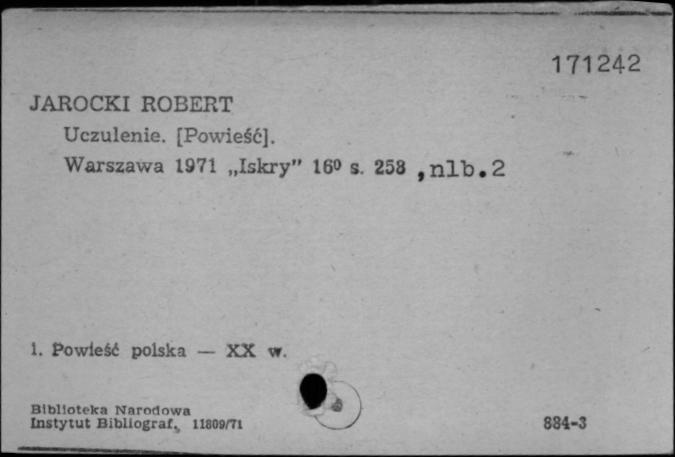 171242
JAROCKI ROBERT
Uczulenie. [Powieść].
Warszawa 1971 „Iskry” 16⁰ s. 258 ,nlb.2
1. Powieść polska — XX w.
Biblioteka Narodowa
Instytut Bibliograf. 11809/71
884-3